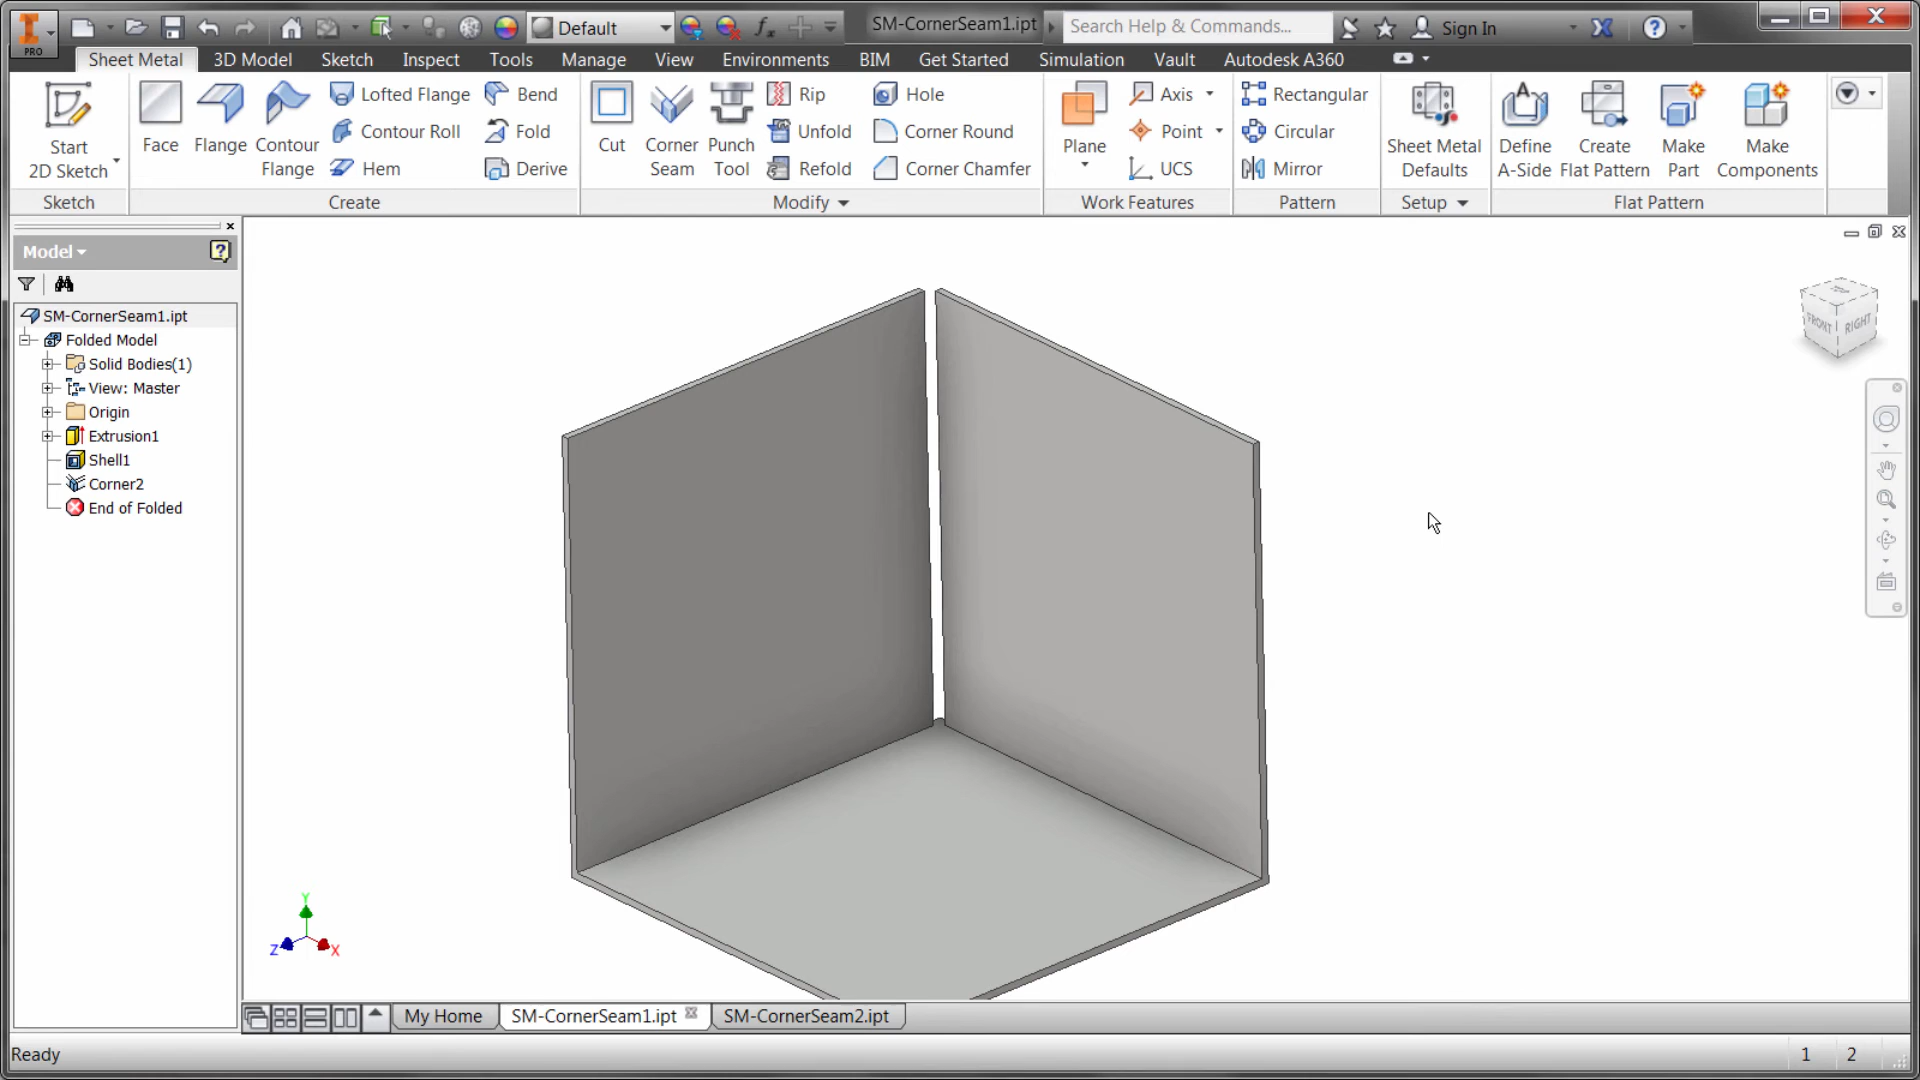 PRO
Default
SM-CornerSeam1.ipt
Search Help & Commands...
Sign In
Sheet Metal
3D Model
Sketch
Inspect
Tools
Manage
View
Environments
BIM
Get Started
Simulation
Vault
Autodesk A360
Start
2D Sketch
Face
Flange
Contour
Flange
Lofted Flange
Contour Roll
Hem
Bend
Fold
Derive
Cut
Corner
Seam
Punch
Tool
Rip
Unfold
Refold
Hole
Corner Round
Corner Chamfer
Plane
Axis
Point
UCS
Rectangular
Circular
Mirror
Sheet Metal
Defaults
Define
A-Side
Create
Flat Pattern
Make
Part
Make
Components
Sketch
Create
Modify
Work Features
Pattern
Setup
Flat Pattern
Model
SM-CornerSeam1.ipt
Folded Model
Solid Bodies(1)
View: Master
Origin
Extrusion1
Shell1
Corner2
End of Folded
FRONT
RIGHT
Y
Z
X
My Home
SM-CornerSeam1.ipt
SM-CornerSeam2.ipt
Ready
1
2